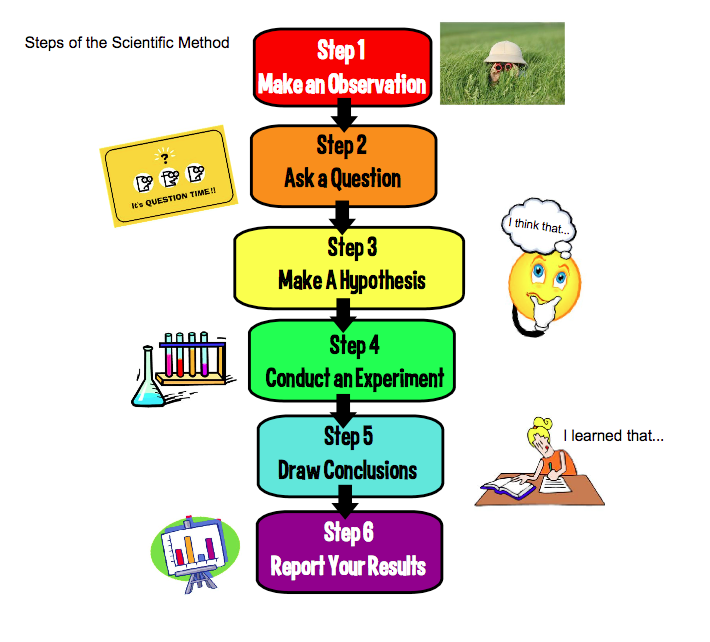 Steps of the Scientific Method
Step 1
Make an Observation
Step 2
Ask a Question
?
It's QUESTION TIME!!
Step 3
Make A Hypothesis
I think that...
Step 4
Conduct an Experiment
Step 5
Draw Conclusions
I learned that...
Step 6
Report Your Results